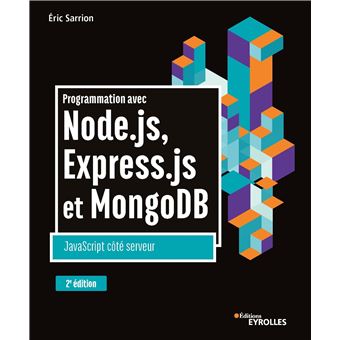 Éric Sarrion
Programmation avec
Node.js,
Express.js
et MongoDB
JavaScript côté serveur
2e édition
Éditions
EYROLLES